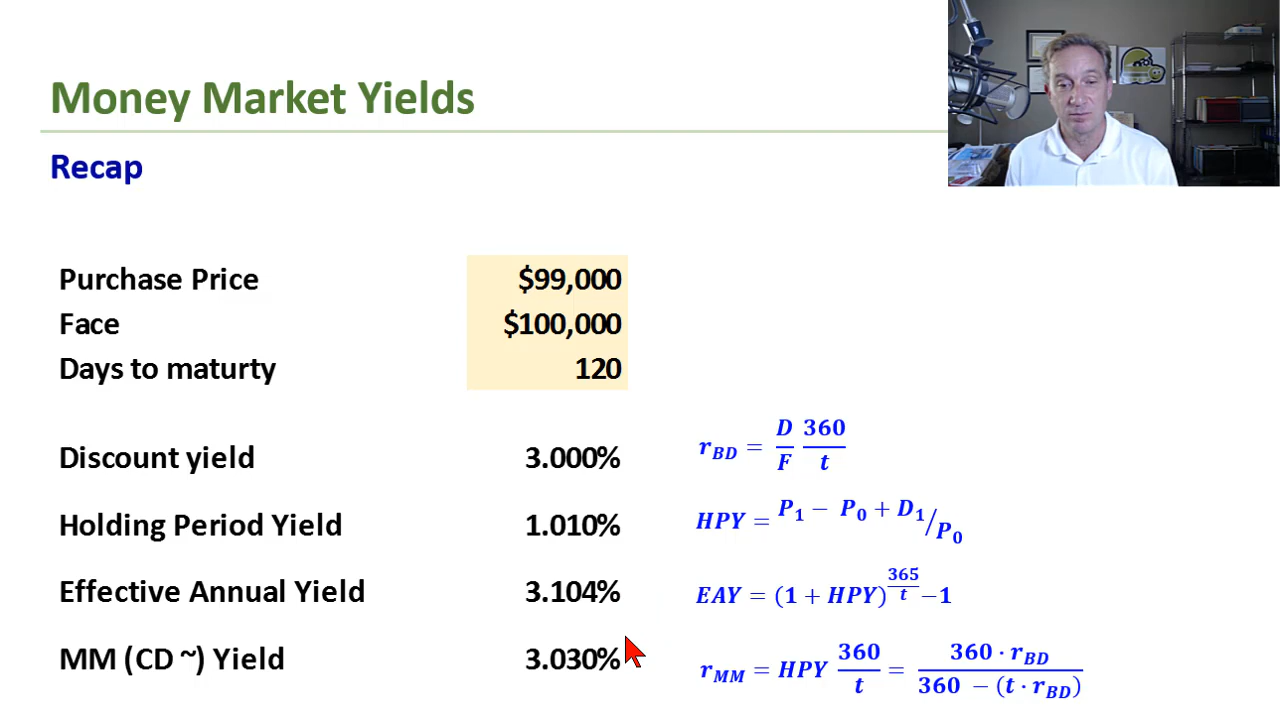 Money Market Yields
Recap
Purchase Price $99,000
Face $100,000
Days to maturty 120
Discount yield 3.000% r_BD = D/F 360/t
Holding Period Yield 1.010% HPY = P_1 − P_0 + D_1/P_0
Effective Annual Yield 3.104% EAY = (1 + HPY)^(365/t) −1
MM (CD ~) Yield 3.030% r_MM = HPY 360/t = 360 · r_BD / 360 − (t · r_BD)